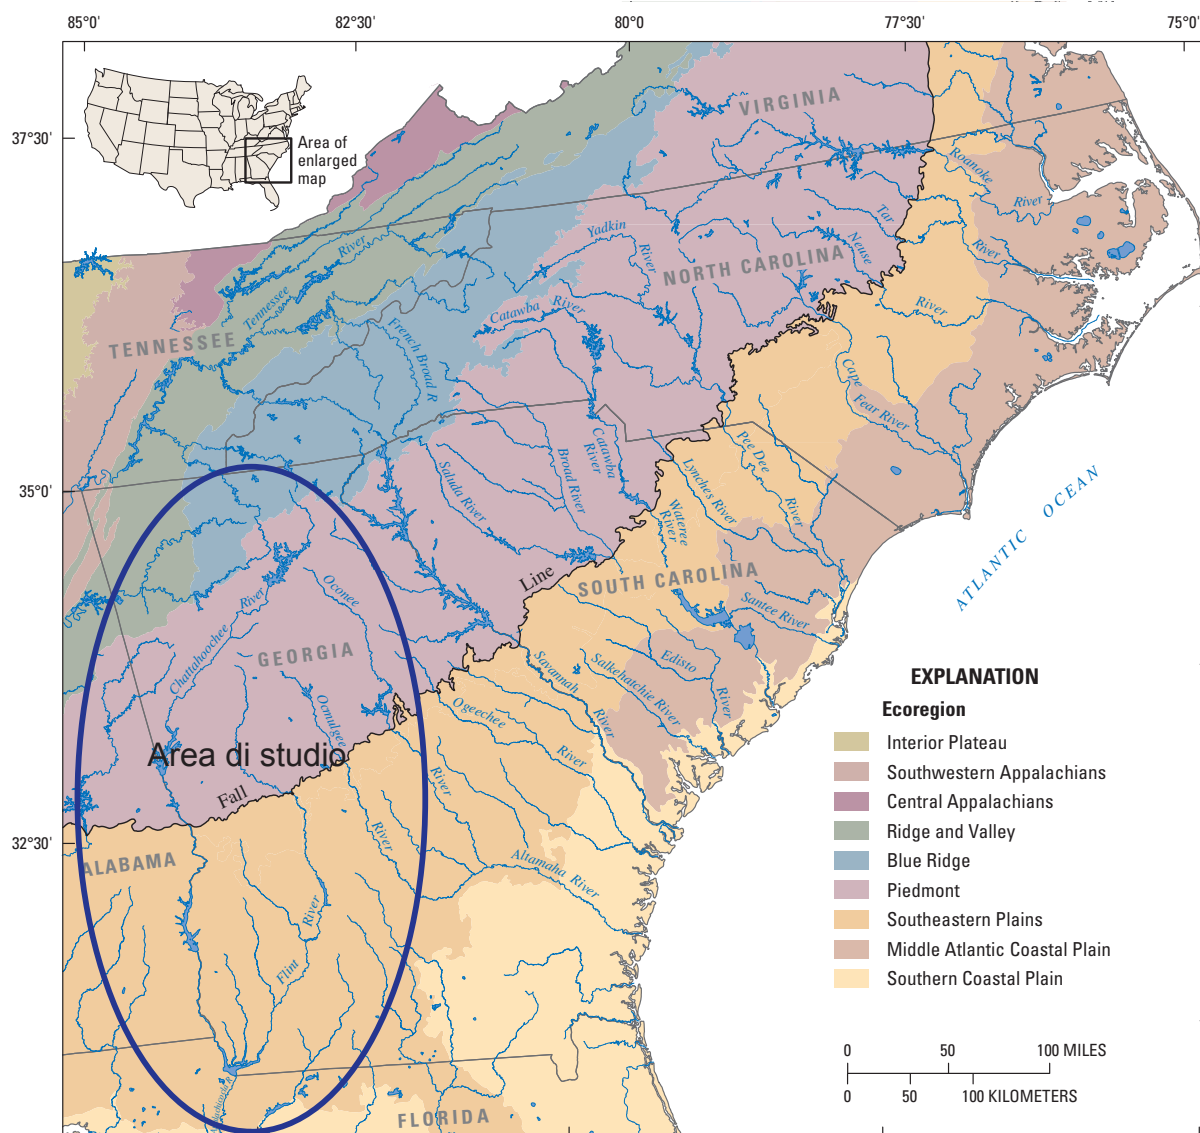 85°0'
82°30'
80°0'
77°30'
75°0'
37°30'
35°0'
32°30'
Area of
enlarged
map
VIRGINIA
Roanoke
River
Tar
River
Neuse
River
Yadkin
River
NORTH CAROLINA
Tennessee
River
TENNESSEE
French Broad R
Catawba River
Cape
Fear River
Catawba
River
Broad River
Saluda River
Pee Dee
River
Lynches River
Wateree
River
SOUTH CAROLINA
Santee River
ATLANTIC OCEAN
Fall
Line
Oconee
River
Chattahoochee
River
GEORGIA
Ocmulgee
River
Area di studio
Savannah
River
Salkehatchie River
Edisto
River
Ogeechee
River
Altamaha River
ALABAMA
Flint
River
FLORIDA
EXPLANATION
Ecoregion
Interior Plateau
Southwestern Appalachians
Central Appalachians
Ridge and Valley
Blue Ridge
Piedmont
Southeastern Plains
Middle Atlantic Coastal Plain
Southern Coastal Plain
0 50 100 MILES
0 50 100 KILOMETERS